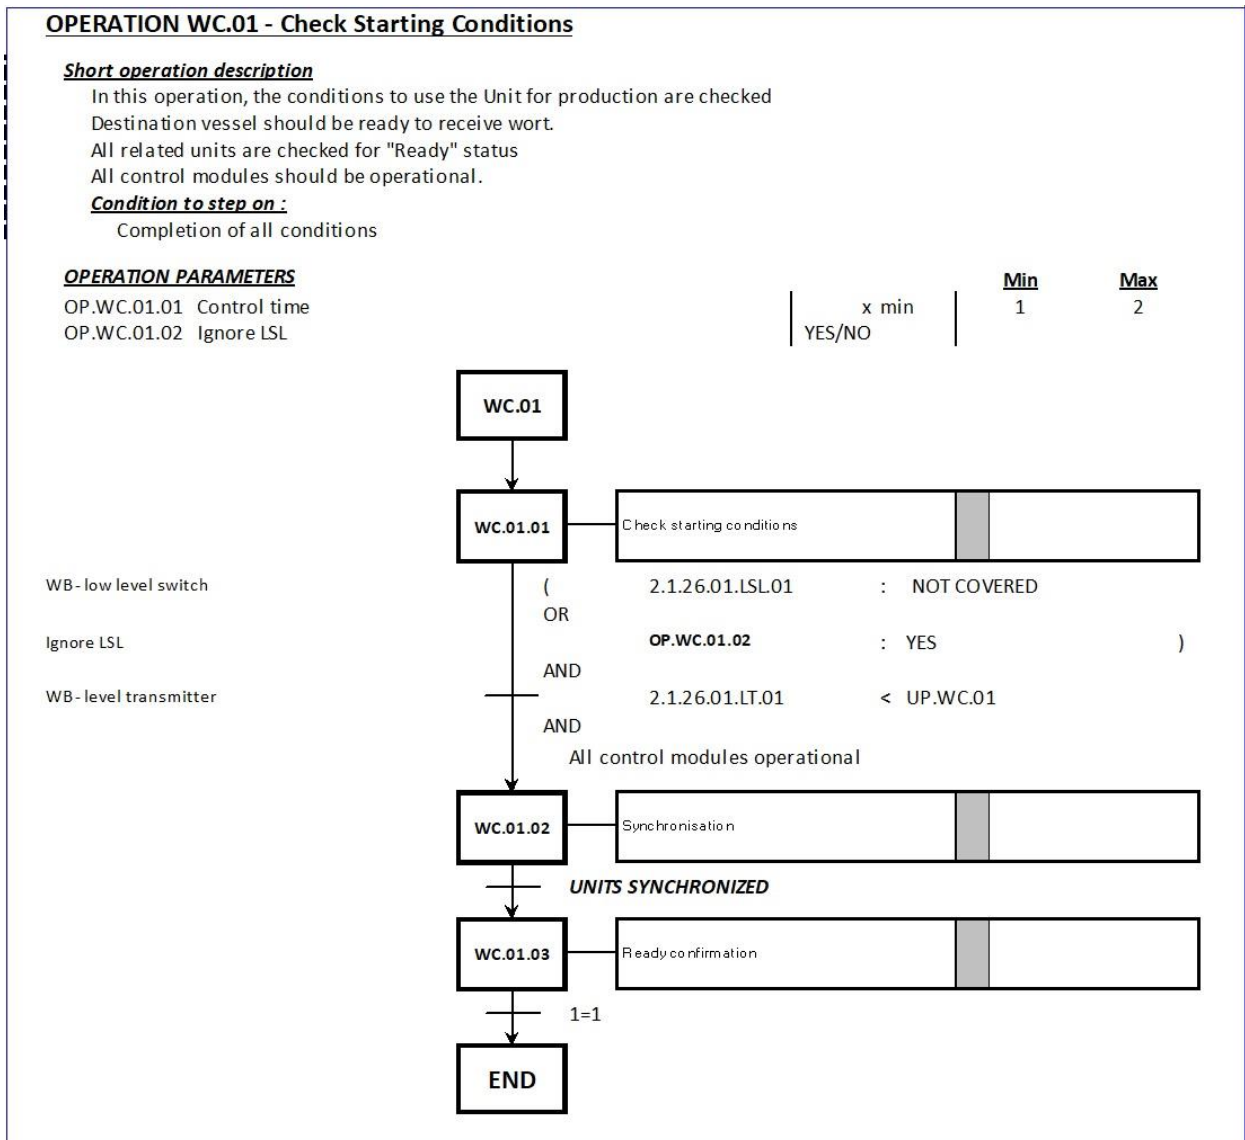 OPERATION WC.01 - Check Starting Conditions
Short operation description
In this operation, the conditions to use the Unit for production are checked
Destination vessel should be ready to receive wort.
All related units are checked for "Ready" status
All control modules should be operational.
Condition to step on :
Completion of all conditions
OPERATION PARAMETERS Min Max
OP.WC.01.01 Control time x min 1 2
OP.WC.01.02 Ignore LSL YES/NO
WC.01
WC.01.01 Check starting conditions
WB- low level switch ( 2.1.26.01.LSL.01 : NOT COVERED
OR
Ignore LSL OP.WC.01.02 : YES )
AND
WB- level transmitter 2.1.26.01.LT.01 < UP.WC.01
AND
All control modules operational
WC.01.02 Synchronisation
UNITS SYNCHRONIZED
WC.01.03 Ready confirmation
1=1
END